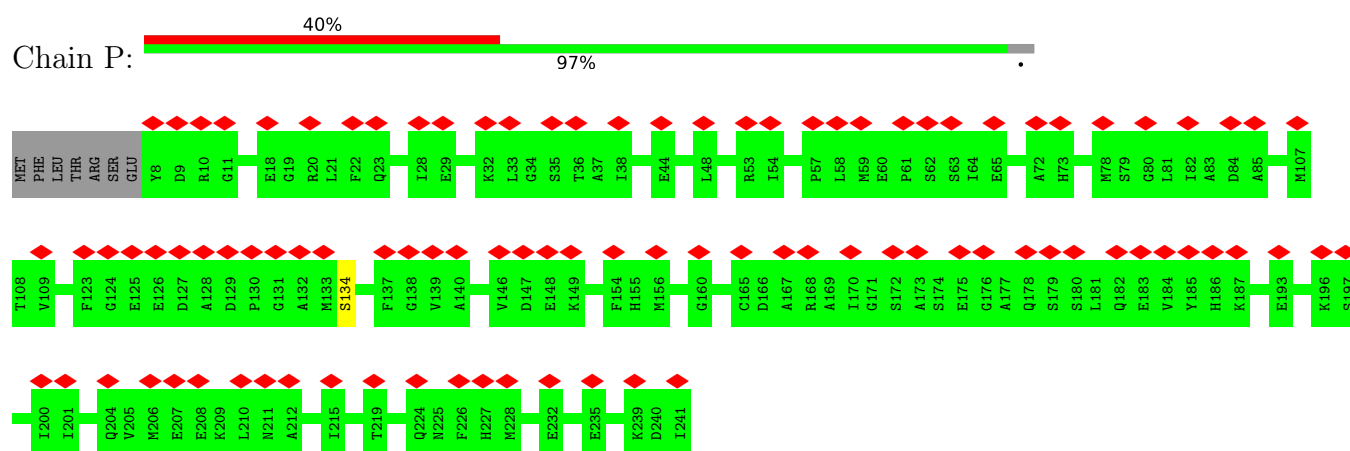 40%
Chain P:
97%
.
MET PHE LEU THR ARG SER GLU Y8 D9 R10 G11 E18 G19 R20 L21 F22 Q23 I28 E29 K32 L33 G34 S35 T36 A37 I38 E44 L48 R53 I54 P57 L58 M59 E60 P61 S62 S63 I64 E65 A72 H73 M78 S79 G80 L81 I82 A83 D84 A85 M107
T108 V109 F123 G124 E125 E126 D127 A128 D129 P130 G131 A132 M133 S134 F137 G138 V139 A140 V146 D147 E148 K149 F154 H155 M156 G160 C165 D166 A167 R168 A169 I170 G171 S172 A173 S174 E175 G176 A177 Q178 S179 S180 L181 Q182 E183 V184 Y185 H186 K187 E193 K196 S197
I200 I201 Q204 V205 M206 E207 E208 K209 L210 N211 A212 I215 T219 Q224 N225 F226 H227 M228 E232 E235 K239 D240 I241